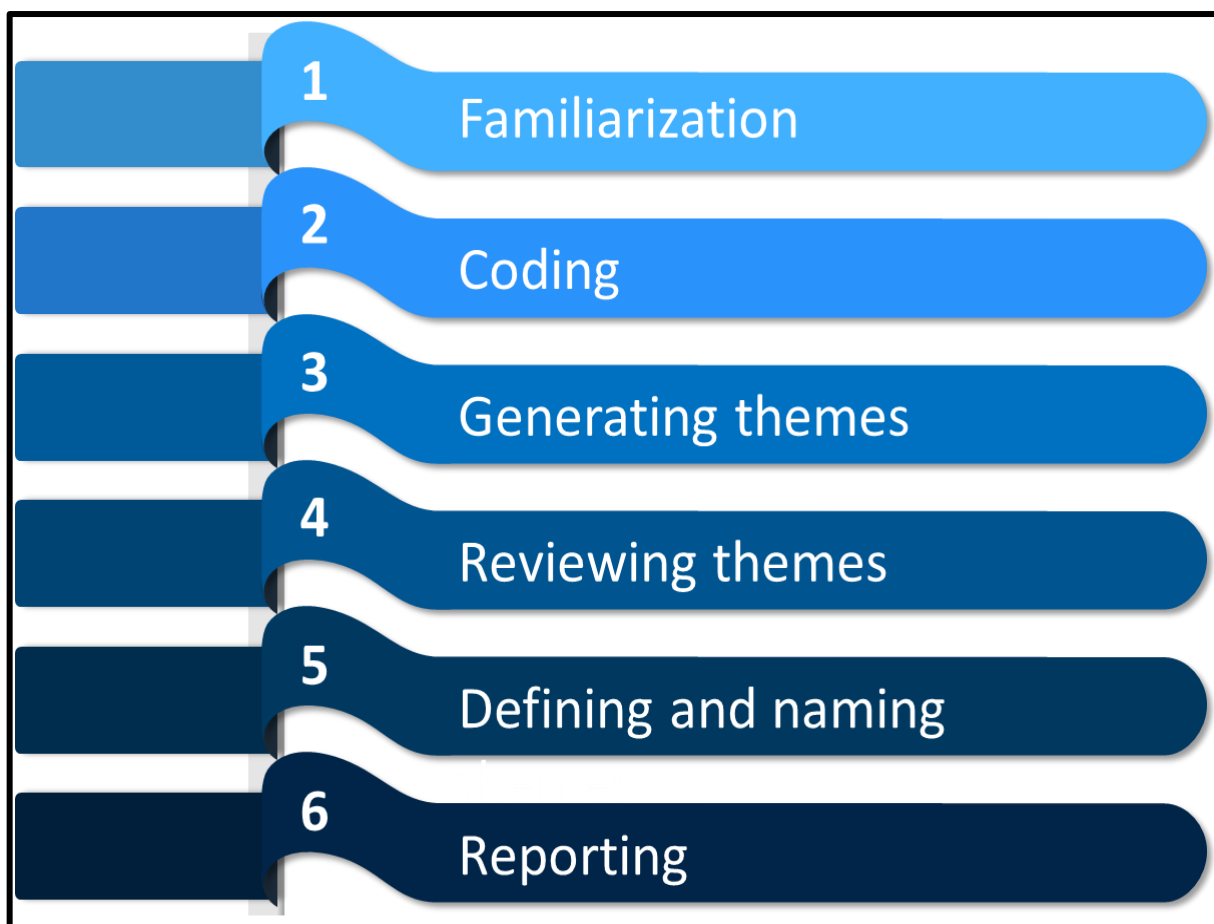 1
Familiarization
2
Coding
3
Generating themes
4
Reviewing themes
5
Defining and naming
6
Reporting